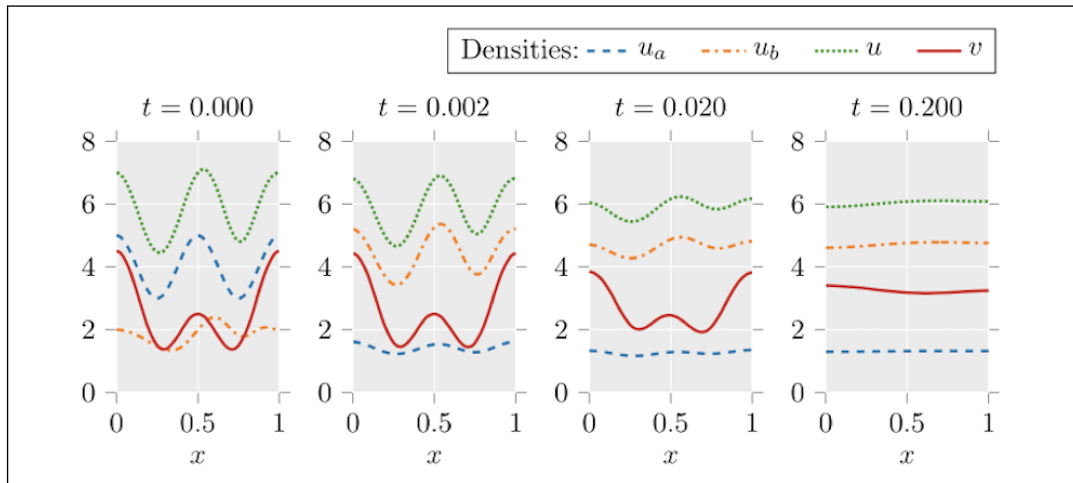 Densities: u_a u_b u v
t = 0.000 t = 0.002 t = 0.020 t = 0.200
8 8 8 8
6 6 6 6
4 4 4 4
2 2 2 2
0 0 0 0
0 0.5 1 0 0.5 1 0 0.5 1 0 0.5 1
x x x x